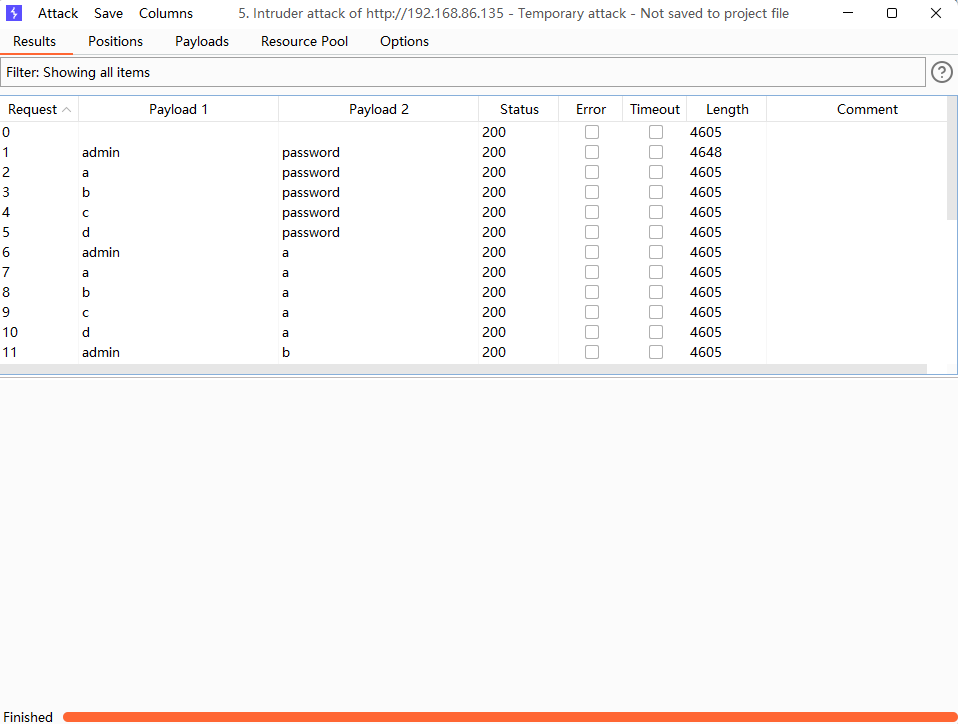 Attack Save Columns 5. Intruder attack of http://192.168.86.135 - Temporary attack - Not saved to project file
Results Positions Payloads Resource Pool Options
Filter: Showing all items ?
Request Payload 1 Payload 2 Status Error Timeout Length Comment
0 200 4605
1 admin password 200 4648
2 a password 200 4605
3 b password 200 4605
4 c password 200 4605
5 d password 200 4605
6 admin a 200 4605
7 a a 200 4605
8 b a 200 4605
9 c a 200 4605
10 d a 200 4605
11 admin b 200 4605
Finished